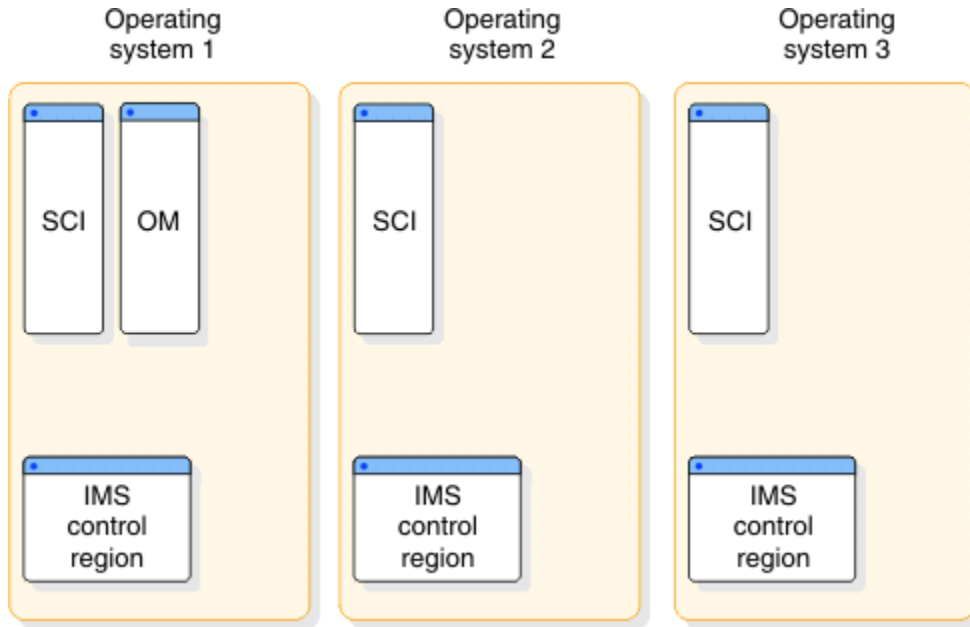 Operating
system 1
Operating
system 2
Operating
system 3
SCI
OM
SCI
SCI
IMS
control
region
IMS
control
region
IMS
control
region